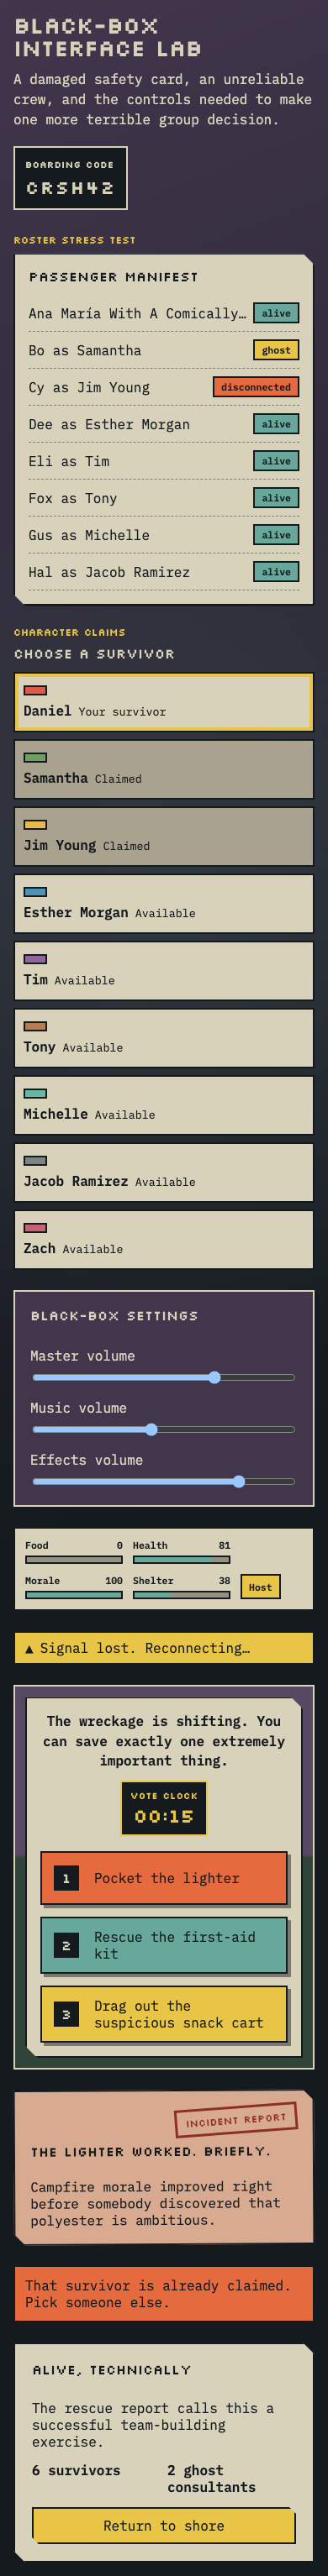 BLACK-BOX
INTERFACE LAB
A damaged safety card, an unreliable
crew, and the controls needed to make
one more terrible group decision.
BOARDING CODE
CRSH42
ROSTER STRESS TEST
PASSENGER MANIFEST
Ana María With A Comically… alive
Bo as Samantha ghost
Cy as Jim Young disconnected
Dee as Esther Morgan alive
Eli as Tim alive
Fox as Tony alive
Gus as Michelle alive
Hal as Jacob Ramirez alive
CHARACTER CLAIMS
CHOOSE A SURVIVOR
Daniel Your survivor
Samantha Claimed
Jim Young Claimed
Esther Morgan Available
Tim Available
Tony Available
Michelle Available
Jacob Ramirez Available
Zach Available
BLACK-BOX SETTINGS
Master volume
Music volume
Effects volume
Food 0 Health 81
Morale 100 Shelter 38 Host
▲ Signal lost. Reconnecting…
The wreckage is shifting. You
can save exactly one extremely
important thing.
VOTE CLOCK
00:15
1 Pocket the lighter
2 Rescue the first-aid
kit
3 Drag out the
suspicious snack cart
INCIDENT REPORT
THE LIGHTER WORKED. BRIEFLY.
Campfire morale improved right
before somebody discovered that
polyester is ambitious.
That survivor is already claimed.
Pick someone else.
ALIVE, TECHNICALLY
The rescue report calls this a
successful team-building
exercise.
6 survivors 2 ghost
consultants
Return to shore